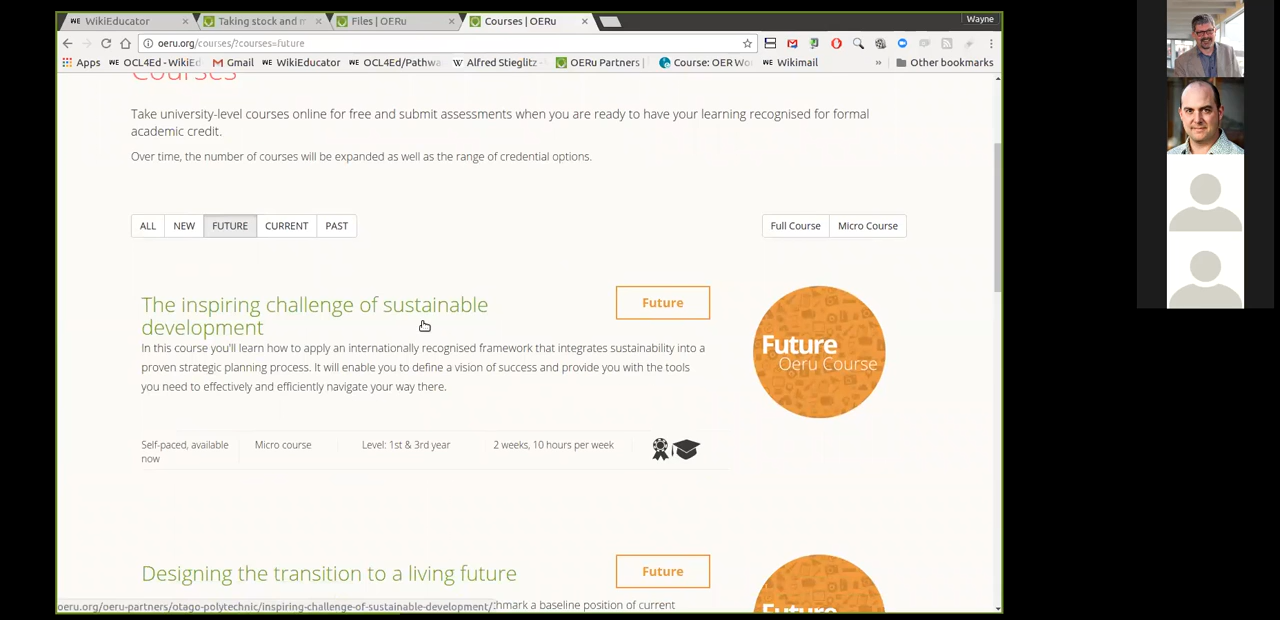 WikiEducator
Taking stock and m
Files | OERu
Courses | OERu
Wayne
oeru.org/courses/?courses=future
Apps
WE OCL4Ed - WikiEd
Gmail
WE WikiEducator
WE OCL4Ed/Pathwa
W Alfred Stieglitz -
OERu Partners |
Course: OER Wo
WE Wikimail
»
Other bookmarks
Courses
Take university-level courses online for free and submit assessments when you are ready to have your learning recognised for formal
academic credit.
Over time, the number of courses will be expanded as well as the range of credential options.
ALL NEW FUTURE CURRENT PAST
Full Course Micro Course
The inspiring challenge of sustainable
development
Future
Future
Oeru Course
In this course you'll learn how to apply an internationally recognised framework that integrates sustainability into a
proven strategic planning process. It will enable you to define a vision of success and provide you with the tools
you need to effectively and efficiently navigate your way there.
Self-paced, available
now
Micro course
Level: 1st & 3rd year
2 weeks, 10 hours per week
Designing the transition to a living future
Future
Future
oeru.org/oeru-partners/otago-polytechnic/inspiring-challenge-of-sustainable-development/
hmark a baseline position of current